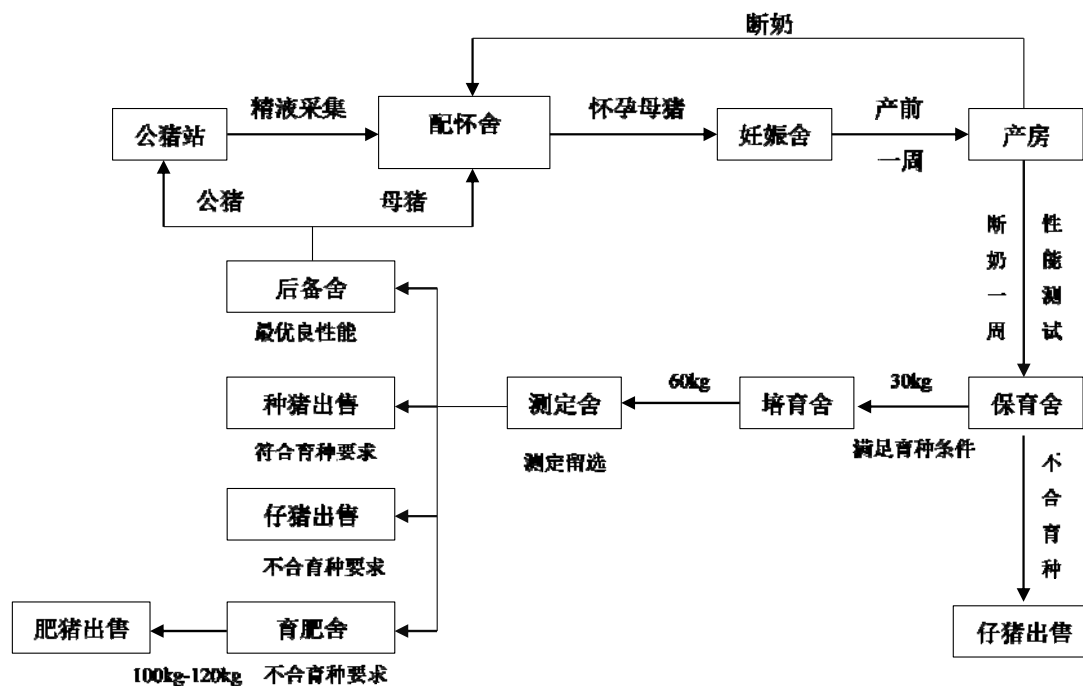 断奶
精液采集
配怀舍
怀孕母猪
产前
一周
公猪站
妊娠舍
产房
公猪
母猪
断奶一周
性能测试
后备舍
最优良性能
种猪出售
符合育种要求
测定舍
测定留选
60kg
培育舍
30kg
满足育种条件
保育舍
不合育种
仔猪出售
不合育种要求
肥猪出售
育肥舍
100kg-120kg
不合育种要求
仔猪出售